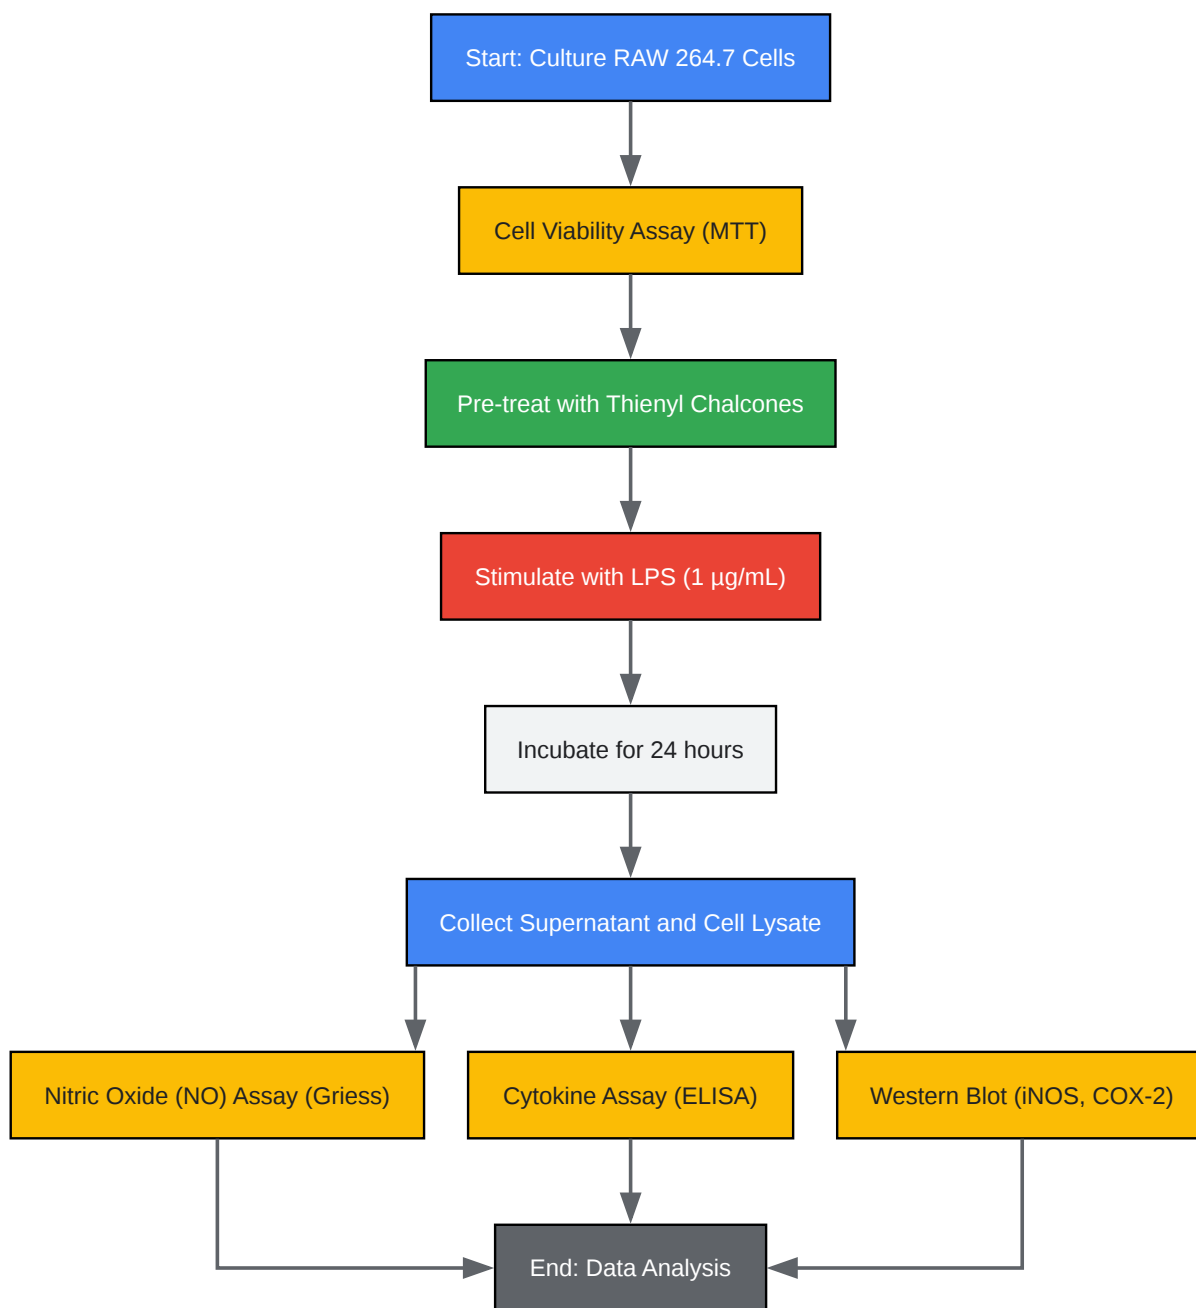 Start: Culture RAW 264.7 Cells
Cell Viability Assay (MTT)
Pre-treat with Thienyl Chalcones
Stimulate with LPS (1 µg/mL)
Incubate for 24 hours
Collect Supernatant and Cell Lysate
Nitric Oxide (NO) Assay (Griess)
Cytokine Assay (ELISA)
Western Blot (iNOS, COX-2)
End: Data Analysis